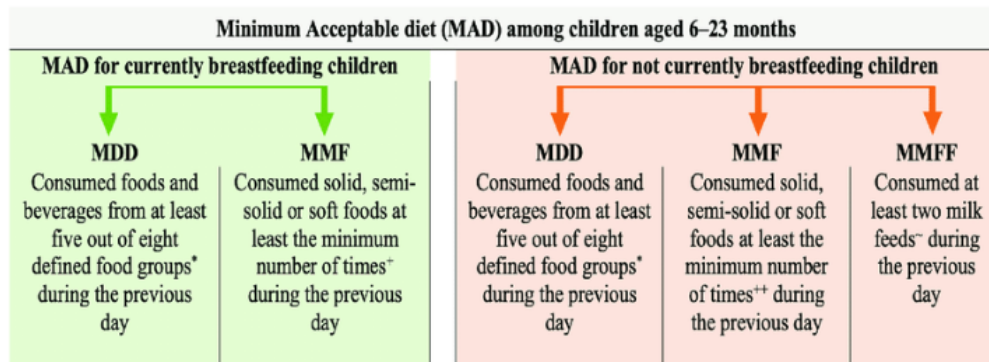 Minimum Acceptable diet (MAD) among children aged 6–23 months
MAD for currently breastfeeding children
MDD
Consumed foods and
beverages from at least
five out of eight
defined food groups*
during the previous
day
MMF
Consumed solid, semi-
solid or soft foods at
least the minimum
number of times+
during the previous
day
MAD for not currently breastfeeding children
MDD
Consumed foods and
beverages from at least
five out of eight
defined food groups*
during the previous
day
MMF
Consumed solid,
semi-solid or soft
foods at least the
minimum number
of times++ during
the previous day
MMFF
Consumed at
least two milk
feeds~ during
the previous
day